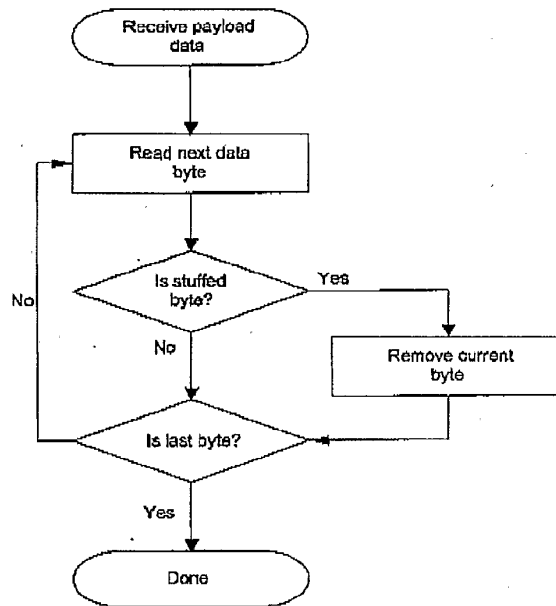 Receive payload
data
Read next data
byte
Is stuffed
byte?
Yes
No
No
Remove current
byte
Is last byte?
Yes
Done